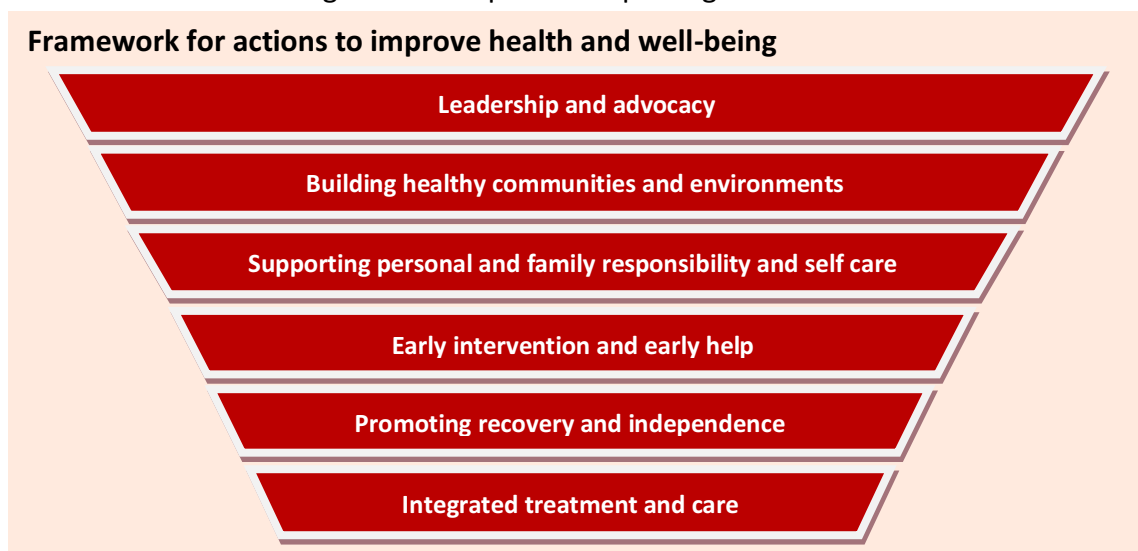 Framework for actions to improve health and well-being
Leadership and advocacy
Building healthy communities and environments
Supporting personal and family responsibility and self care
Early intervention and early help
Promoting recovery and independence
Integrated treatment and care